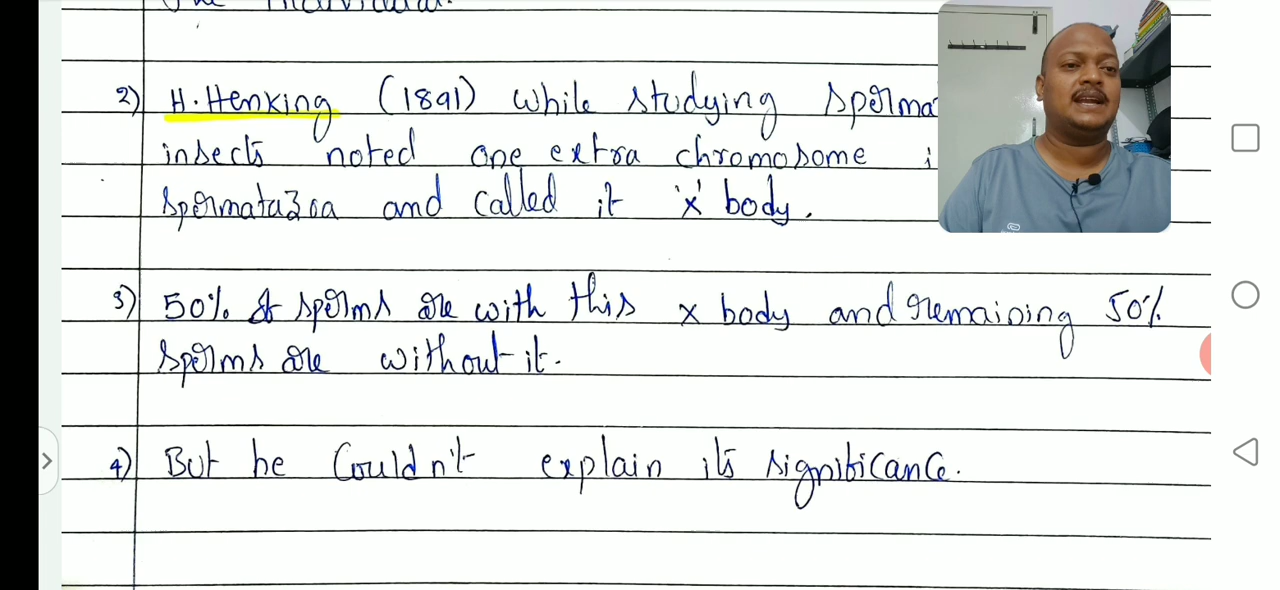 2) H. Henking (1891) while studying sperma
insects noted one extra chromosome i
spermatazoa and called it 'x' body.
3) 50% of sperms are with this x body and remaining 50%
sperms are without it.
4) But he Couldn't explain its significance.